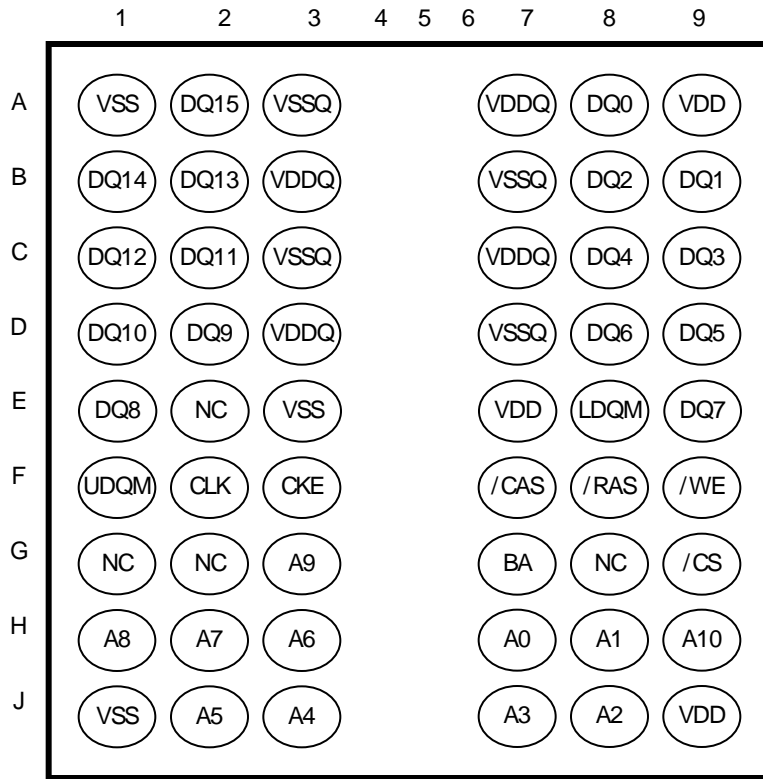 1 2 3 4 5 6 7 8 9
A VSS DQ15 VSSQ VDDQ DQ0 VDD
B DQ14 DQ13 VDDQ VSSQ DQ2 DQ1
C DQ12 DQ11 VSSQ VDDQ DQ4 DQ3
D DQ10 DQ9 VDDQ VSSQ DQ6 DQ5
E DQ8 NC VSS VDD LDQM DQ7
F UDQM CLK CKE /CAS /RAS /WE
G NC NC A9 BA NC /CS
H A8 A7 A6 A0 A1 A10
J VSS A5 A4 A3 A2 VDD